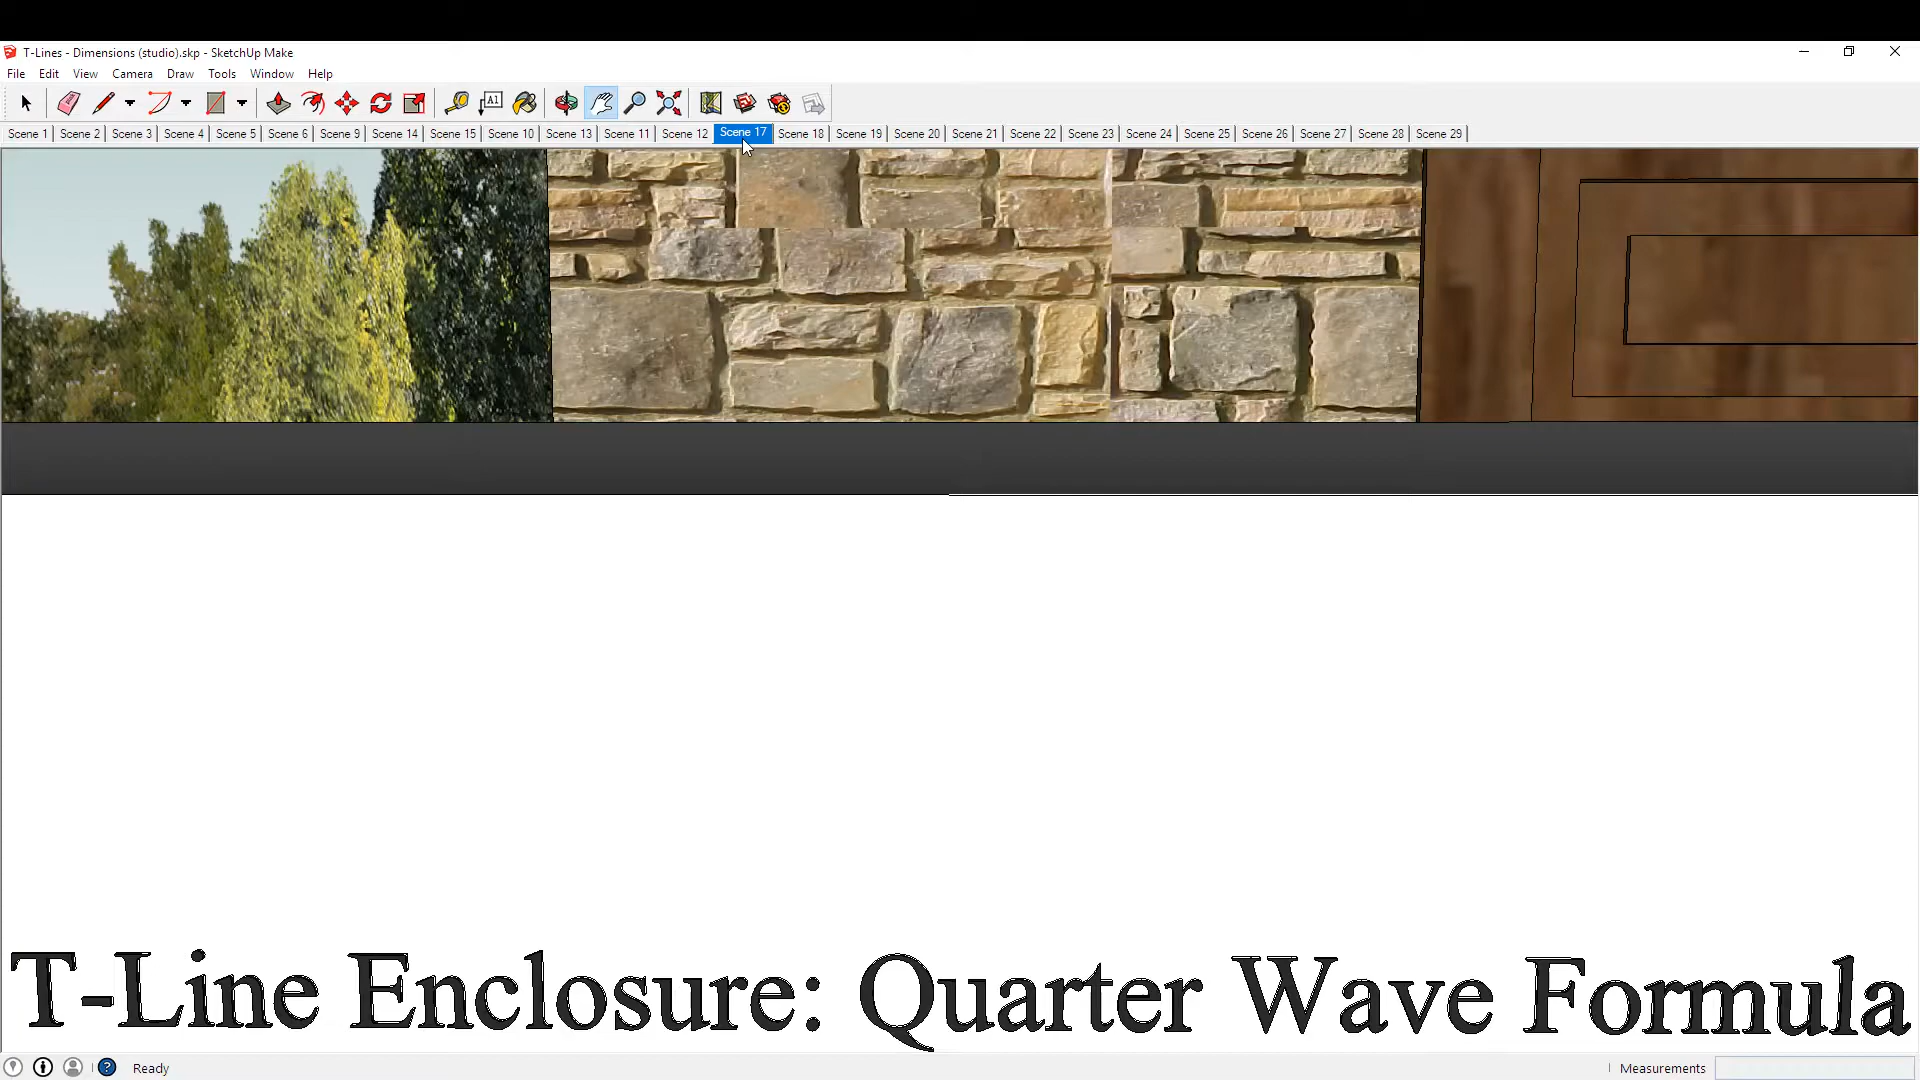 T-Lines - Dimensions (studio).skp - SketchUp Make
File Edit View Camera Draw Tools Window Help
A1
Scene 1 Scene 2 Scene 3 Scene 4 Scene 5 Scene 6 Scene 9 Scene 14 Scene 15 Scene 10 Scene 13 Scene 11 Scene 12 Scene 17 Scene 18 Scene 19 Scene 20 Scene 21 Scene 22 Scene 23 Scene 24 Scene 25 Scene 26 Scene 27 Scene 28 Scene 29
T-Line Enclosure: Quarter Wave Formula
Ready Measurements